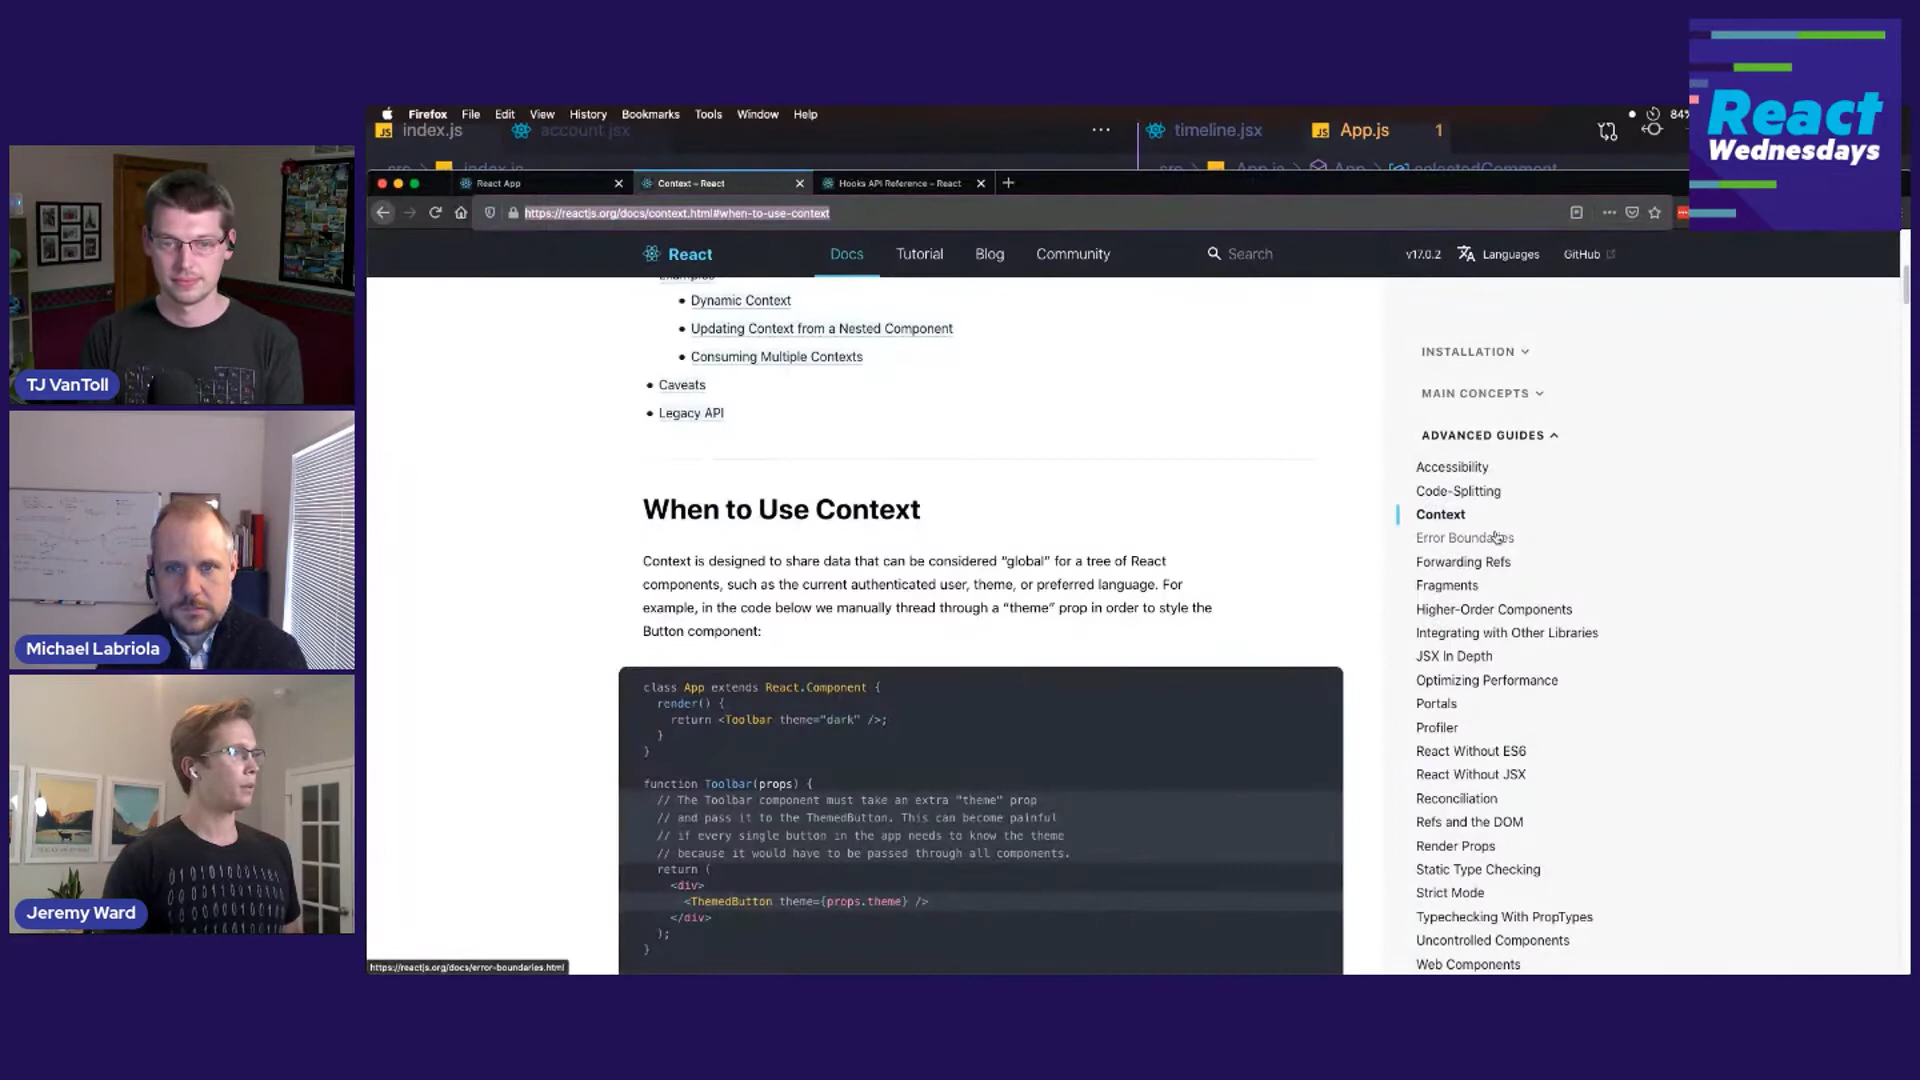 React
Wednesdays
TJ VanToll
Michael Labriola
Jeremy Ward
Firefox File Edit View History Bookmarks Tools Window Help
84%
JS index.js account.jsx ...
timeline.jsx JS App.js 1
React App
Context – React
Hooks API Reference – React
https://reactjs.org/docs/context.html#when-to-use-context
React
Docs Tutorial Blog Community
Search
v17.0.2 Languages GitHub
Examples
• Dynamic Context
• Updating Context from a Nested Component
• Consuming Multiple Contexts
• Caveats
• Legacy API
When to Use Context
Context is designed to share data that can be considered “global” for a tree of React
components, such as the current authenticated user, theme, or preferred language. For
example, in the code below we manually thread through a “theme” prop in order to style the
Button component:
class App extends React.Component {
render() {
return <Toolbar theme="dark" />;
}
}
function Toolbar(props) {
// The Toolbar component must take an extra "theme" prop
// and pass it to the ThemedButton. This can become painful
// if every single button in the app needs to know the theme
// because it would have to be passed through all components.
return (
<div>
<ThemedButton theme={props.theme} />
</div>
);
}
INSTALLATION
MAIN CONCEPTS
ADVANCED GUIDES
Accessibility
Code-Splitting
Context
Error Boundaries
Forwarding Refs
Fragments
Higher-Order Components
Integrating with Other Libraries
JSX In Depth
Optimizing Performance
Portals
Profiler
React Without ES6
React Without JSX
Reconciliation
Refs and the DOM
Render Props
Static Type Checking
Strict Mode
Typechecking With PropTypes
Uncontrolled Components
Web Components
https://reactjs.org/docs/error-boundaries.html